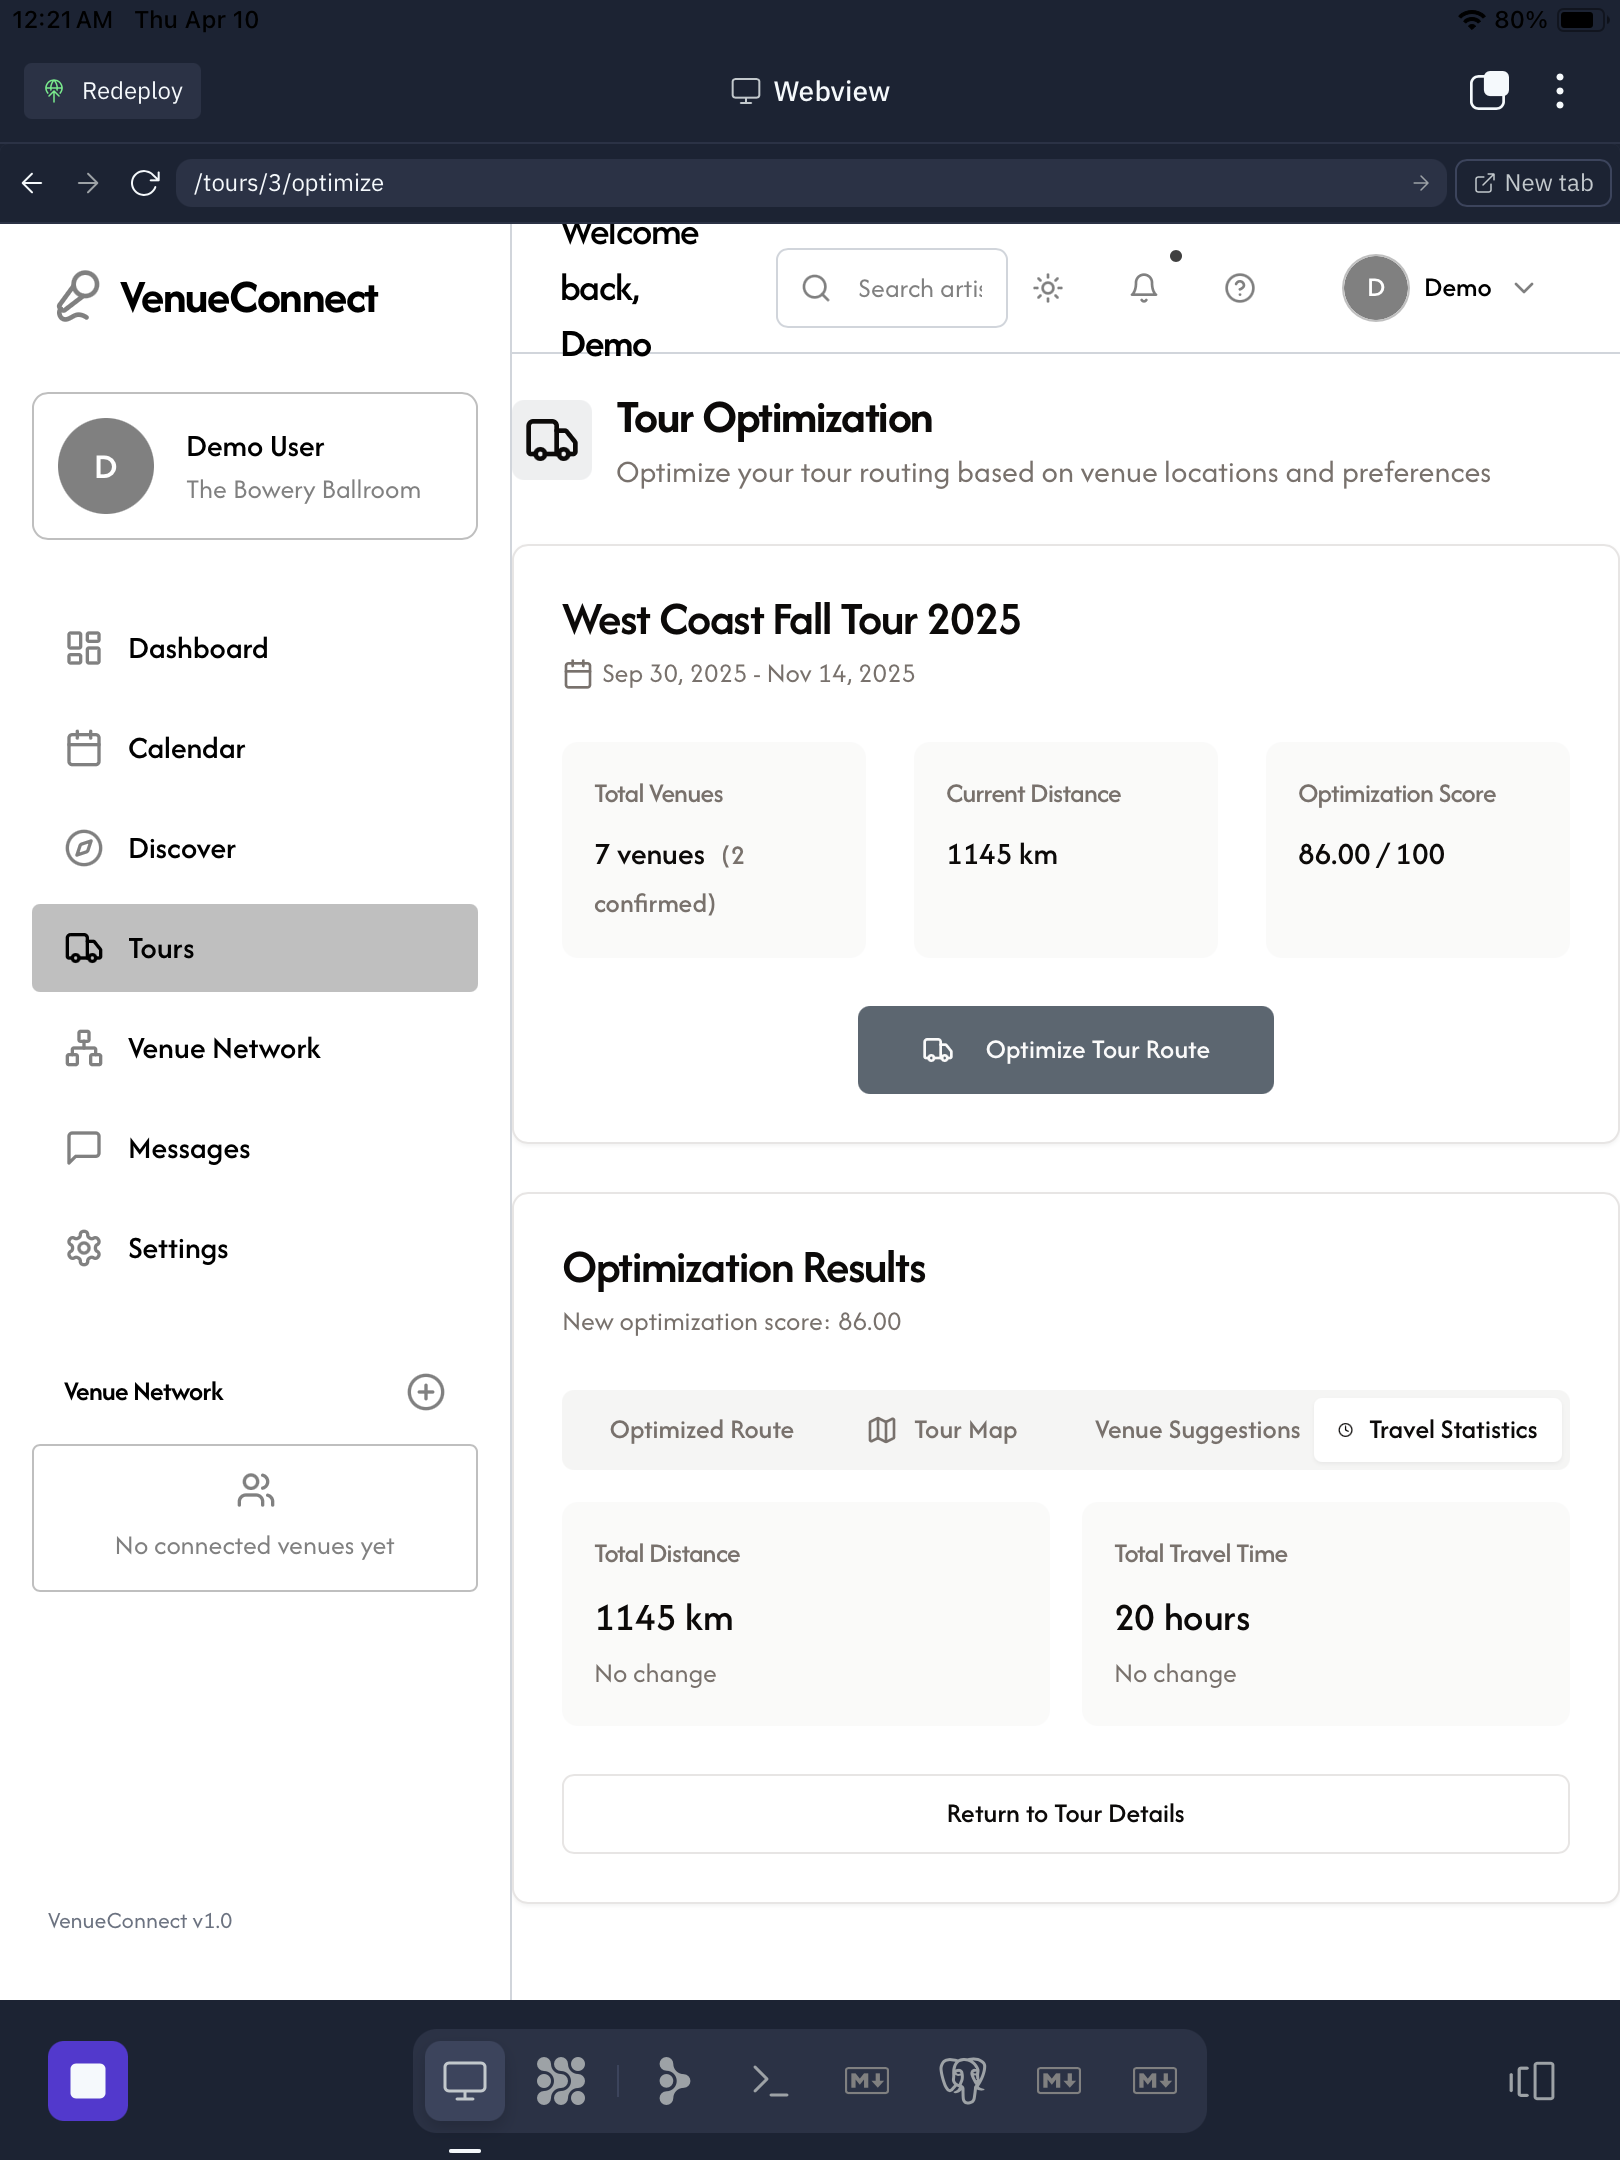 12:21 AM Thu Apr 10
80%
Redeploy
Webview
/tours/3/optimize
New tab
VenueConnect
Demo User
D
The Bowery Ballroom
Dashboard
Calendar
Discover
Tours
Venue Network
Messages
Settings
Venue Network
No connected venues yet
VenueConnect v1.0
Welcome
back,
Demo
Search artis
D
Demo
Tour Optimization
Optimize your tour routing based on venue locations and preferences
West Coast Fall Tour 2025
Sep 30, 2025 - Nov 14, 2025
Total Venues
7 venues (2
confirmed)
Current Distance
1145 km
Optimization Score
86.00 / 100
Optimize Tour Route
Optimization Results
New optimization score: 86.00
Optimized Route
Tour Map
Venue Suggestions
Travel Statistics
Total Distance
1145 km
No change
Total Travel Time
20 hours
No change
Return to Tour Details
M
M
M